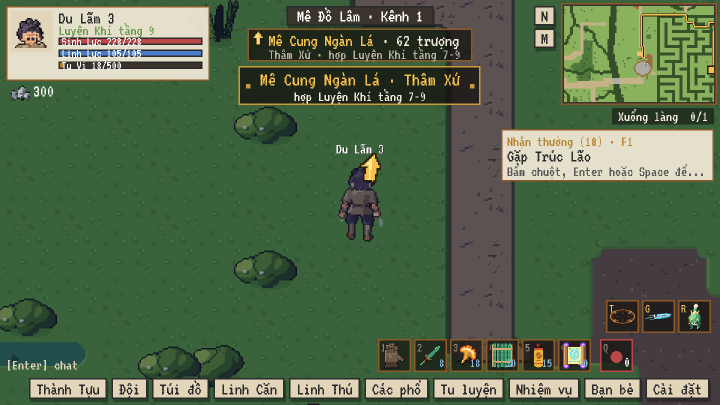 Du Lãm 3
Luyện Khí tầng 9
Sinh Lực 228/228
Linh Lực 105/105
Tu Vi 18/500
300
Mê Đồ Lâm · Kênh 1
Mê Cung Ngàn Lá · 62 trượng
Thâm Xứ · hợp Luyện Khí tầng 7-9
Mê Cung Ngàn Lá · Thâm Xứ
hợp Luyện Khí tầng 7-9
N
M
Xuống làng 0/1
Nhân thưởng (18) · F1
Gặp Trúc Lão
Bấm chuột, Enter hoặc Space để...
Du Lãm 3
T
G
R
1
2
8
3
18
20
5
15
10
Q
0
[Enter] chat
Thành Tựu
Đội
Túi đồ
Linh Căn
Linh Thú
Các phố
Tu luyện
Nhiệm vụ
Bạn bè
Cài đặt